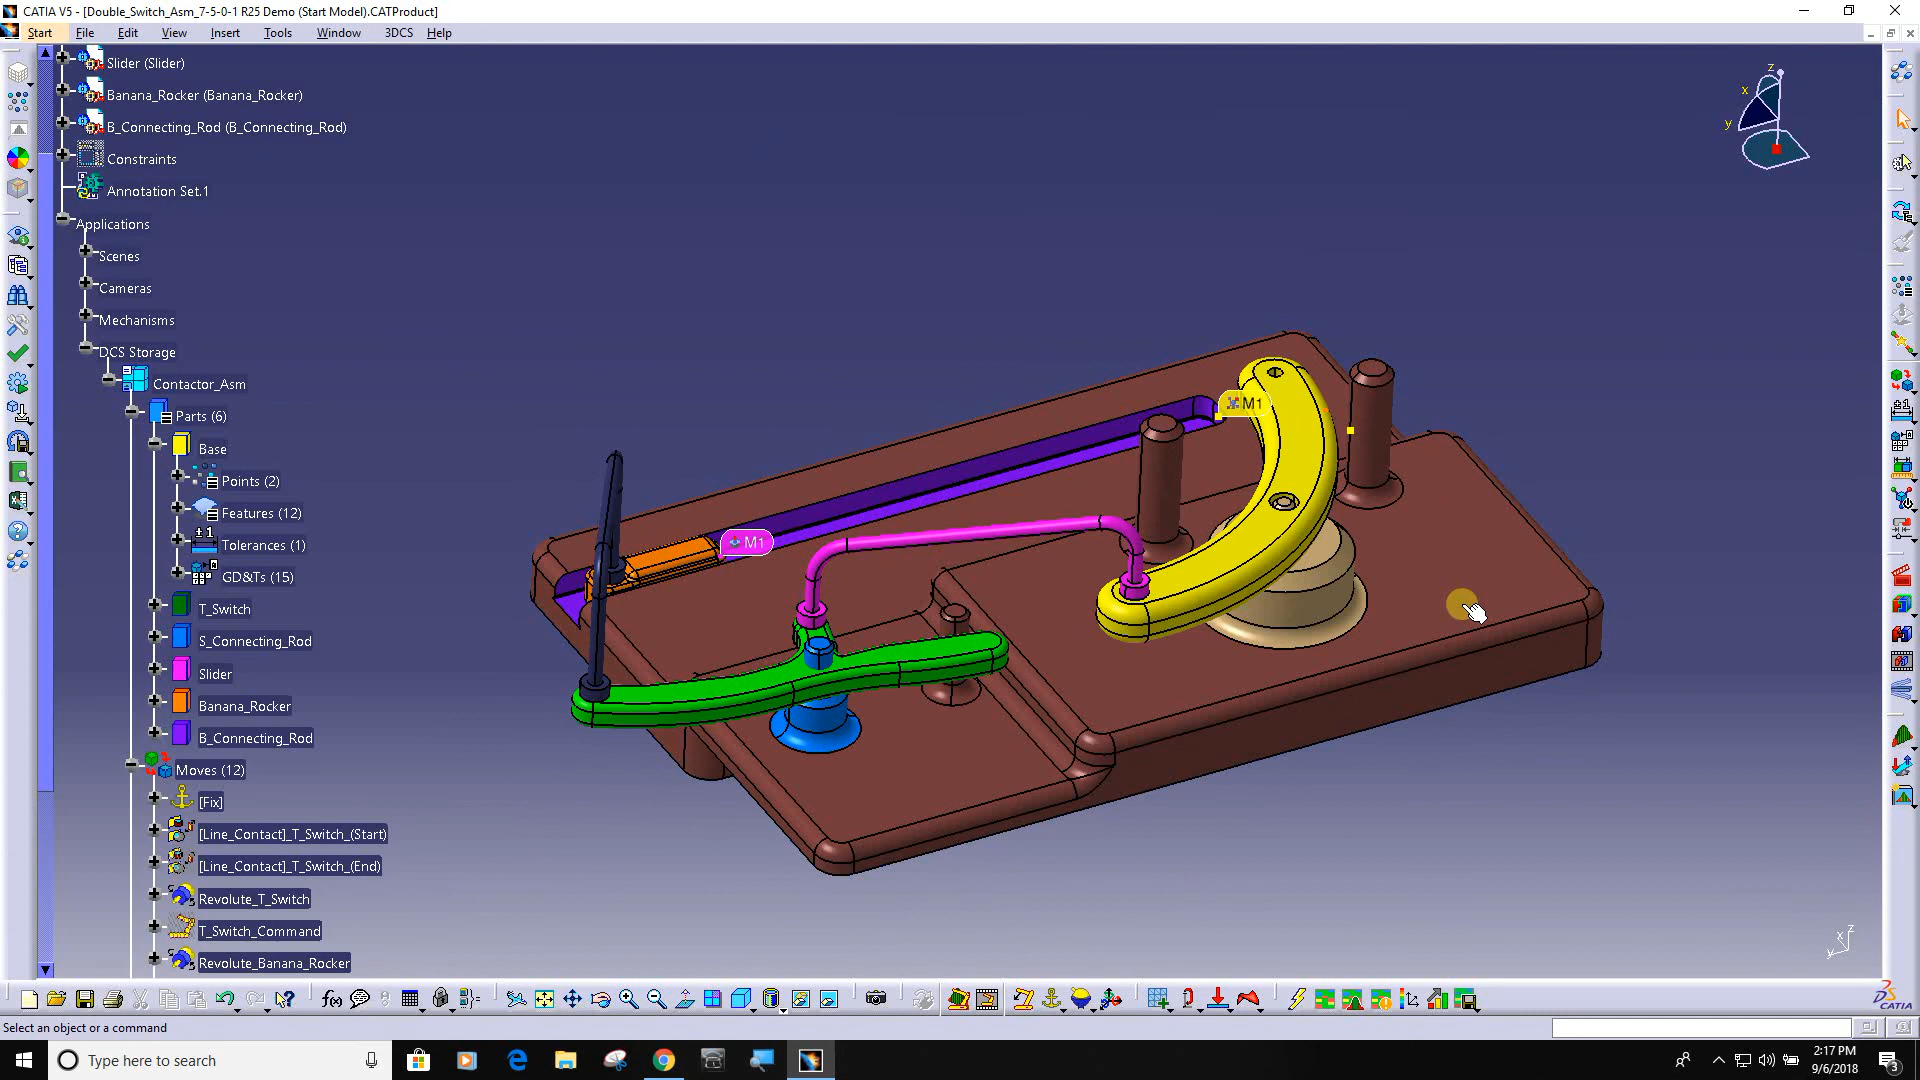 CATIA V5 - [Double_Switch_Asm_7-5-0-1 R25 Demo (Start Model).CATProduct]
Start File Edit View Insert Tools Window 3DCS Help
Slider (Slider)
Banana_Rocker (Banana_Rocker)
B_Connecting_Rod (B_Connecting_Rod)
Constraints
Annotation Set.1
Applications
Scenes
Cameras
Mechanisms
DCS Storage
Contactor_Asm
Parts (6)
Base
Points (2)
Features (12)
Tolerances (1)
GD&Ts (15)
T_Switch
S_Connecting_Rod
Slider
Banana_Rocker
B_Connecting_Rod
Moves (12)
[Fix]
[Line_Contact]_T_Switch_(Start)
[Line_Contact]_T_Switch_(End)
Revolute_T_Switch
T_Switch_Command
Revolute_Banana_Rocker
z
x
y
M1
M1
z
x
y
f(x)
CATIA
Select an object or a command
Type here to search
2:17 PM
9/6/2018
3